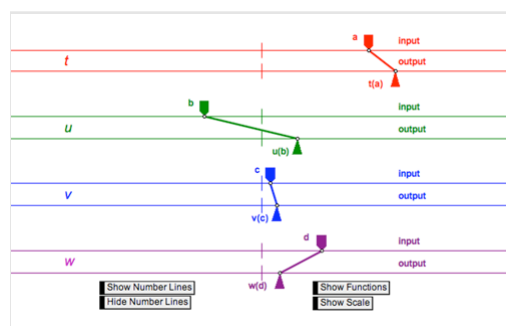 a input
t output
t(a)
b input
u output
u(b)
c input
v output
v(c)
d input
w output
w(d)
Show Number Lines Show Functions
Hide Number Lines Show Scale